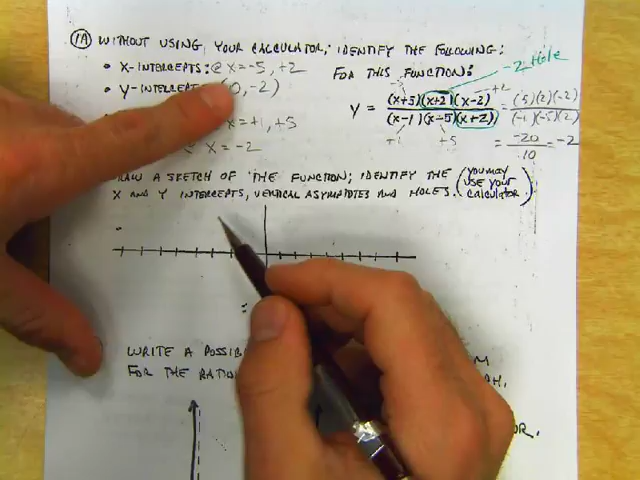 1A WITHOUT USING YOUR CALCULATOR, IDENTIFY THE FOLLOWING:
• X-INTERCEPTS: @ X=-5, +2
FOR THIS FUNCTION:
-2 Hole
• Y-INTERCEPT 0, -2)
Y = (X+5)(X+2)(X-2) / (X-1)(X-5)(X+2) = (5)(2)(-2) / (-1)(-5)(2)
+2
X=+1, +5
+1 +5
= -20 / 10 = -2
@ X = -2
A SKETCH OF THE FUNCTION; IDENTIFY THE
X AND Y INTERCEPTS, VERTICAL ASYMPTOTES AND HOLES.
(YOU MAY USE YOUR CALCULATOR)
WRITE A
FOR THE